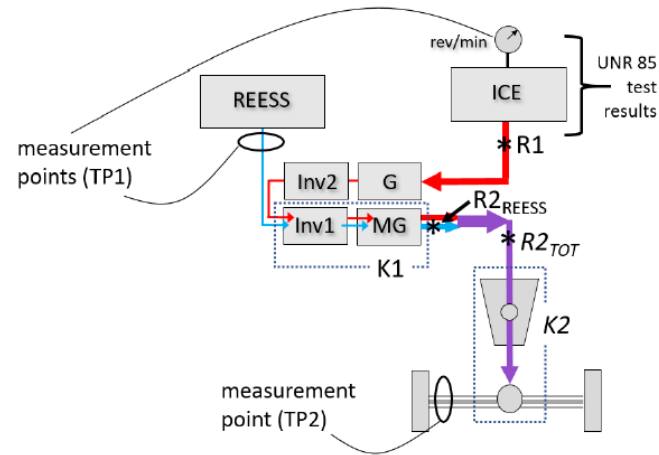 rev/min
UNR 85
test
results
REESS
ICE
measurement
points (TP1)
R1
Inv2
G
R2REESS
Inv1
MG
R2TOT
K1
K2
measurement
point (TP2)